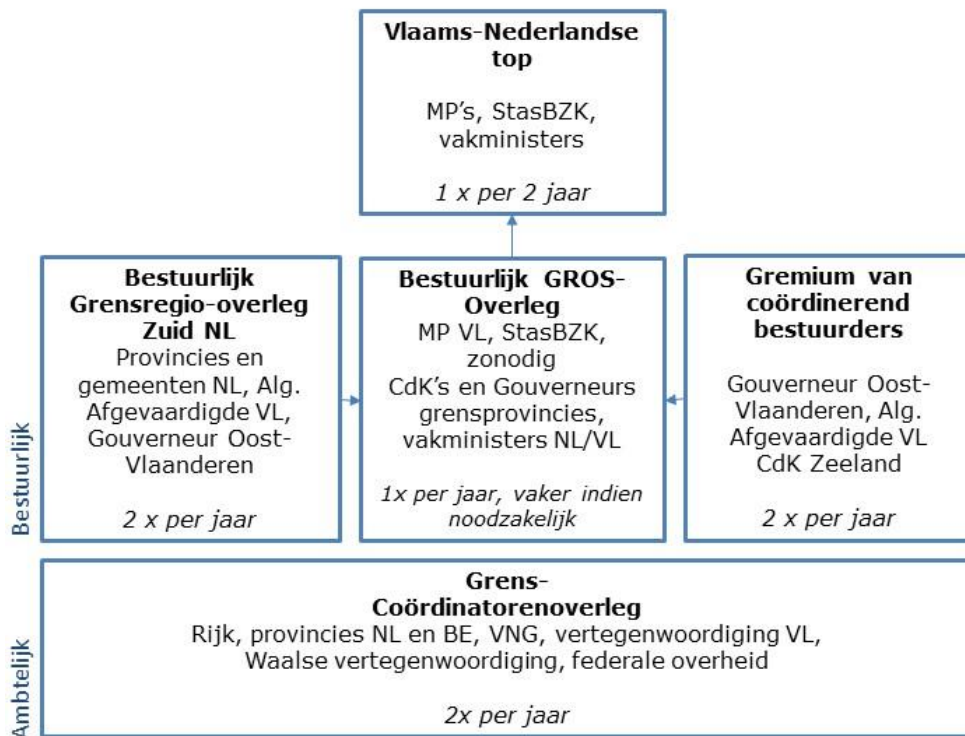 Vlaams-Nederlandse
top
MP's, StasBZK,
vakministers
1 x per 2 jaar
Bestuurlijk
Bestuurlijk
Grensregio-overleg
Zuid NL
Provincies en
gemeenten NL, Alg.
Afgevaardigde VL,
Gouverneur Oost-
Vlaanderen
2 x per jaar
Bestuurlijk GROS-
Overleg
MP VL, StasBZK,
zonodig
CdK's en Gouverneurs
grensprovincies,
vakministers NL/VL
1x per jaar, vaker indien
noodzakelijk
Gremium van
coördinerend
bestuurders
Gouverneur Oost-
Vlaanderen, Alg.
Afgevaardigde VL
CdK Zeeland
2 x per jaar
Ambtelijk
Grens-
Coördinatorenoverleg
Rijk, provincies NL en BE, VNG, vertegenwoordiging VL,
Waalse vertegenwoordiging, federale overheid
2x per jaar